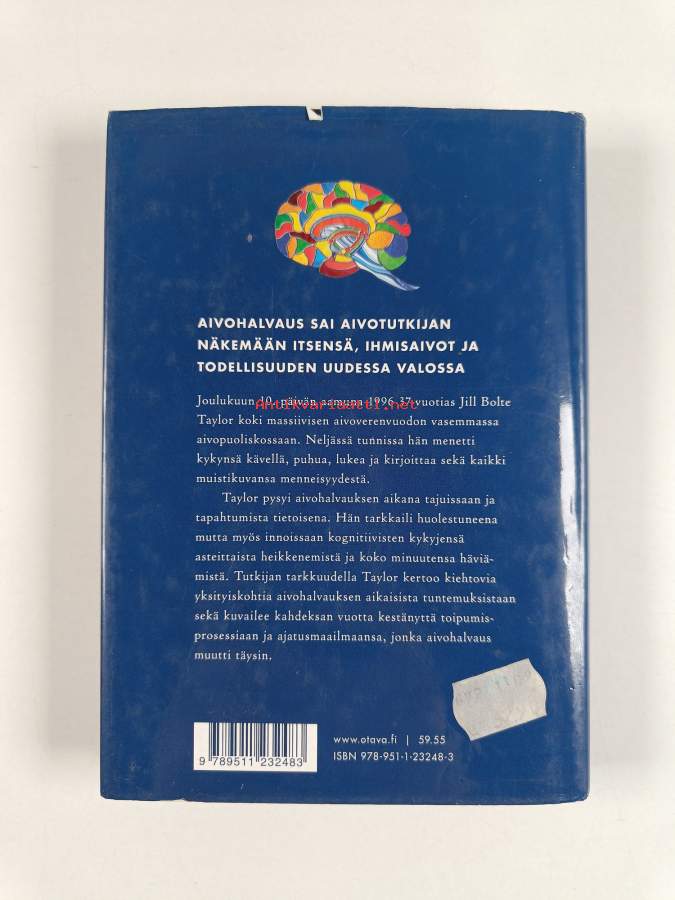 AIVOHALVAUS SAI AIVOTUTKIJAN
NÄKEMÄÄN ITSENSÄ, IHMISAIVOT JA
TODELLISUUDEN UUDESSA VALOSSA
Joulukuun 10. päivän aamuna 1996 37-vuotias Jill Bolte
Antikvariaatti.net
Taylor koki massiivisen aivoverenvuodon vasemmassa
aivopuoliskossaan. Neljässä tunnissa hän menetti
kykynsä kävellä, puhua, lukea ja kirjoittaa sekä kaikki
muistikuvansa menneisyydestä.
Taylor pysyi aivohalvauksen aikana tajuissaan ja
tapahtumista tietoisena. Hän tarkkaili huolestuneena
mutta myös innoissaan kognitiivisten kykyjensä
asteittaista heikkenemistä ja koko minuutensa häviä-
mistä. Tutkijan tarkkuudella Taylor kertoo kiehtovia
yksityiskohtia aivohalvauksen aikaisista tuntemuksistaan
sekä kuvailee kahdeksan vuotta kestänyttä toipumis-
prosessiaan ja ajatusmaailmaansa, jonka aivohalvaus
muutti täysin.
www.otava.fi | 59.55
ISBN 978-951-1-23248-3
9 789511 232483